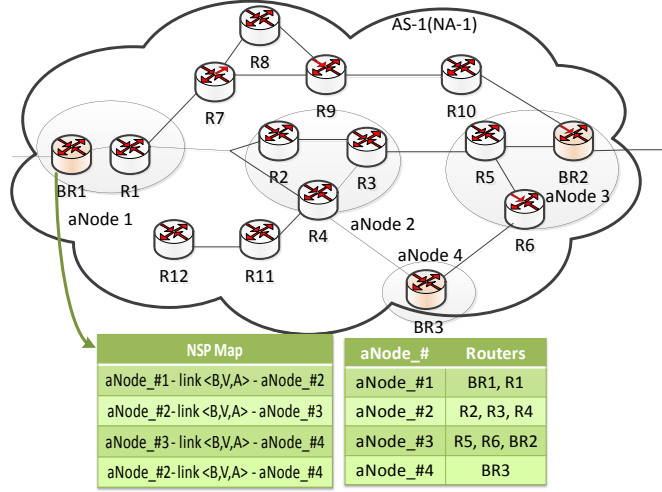 AS-1(NA-1)
R8
R7
R9
R10
R2
R3
R5
BR2
BR1
R1
aNode 1
aNode 3
R4
aNode 2
R6
R12
R11
aNode 4
BR3
NSP Map
aNode_#1- link <B,V,A> - aNode_#2
aNode_#2- link <B,V,A> - aNode_#3
aNode_#3 - link <B,V,A> - aNode_#4
aNode_#2- link <B,V,A> - aNode_#4
aNode_# Routers
aNode_#1 BR1, R1
aNode_#2 R2, R3, R4
aNode_#3 R5, R6, BR2
aNode_#4 BR3